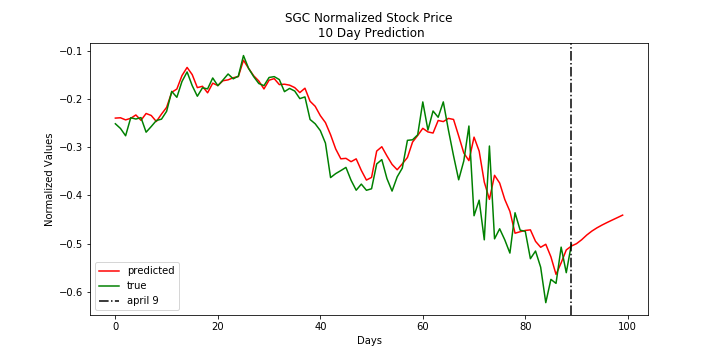 SGC Normalized Stock Price
10 Day Prediction
Normalized Values
−0.1
−0.2
−0.3
−0.4
−0.5
−0.6
predicted
true
april 9
0
20
40
60
80
100
Days